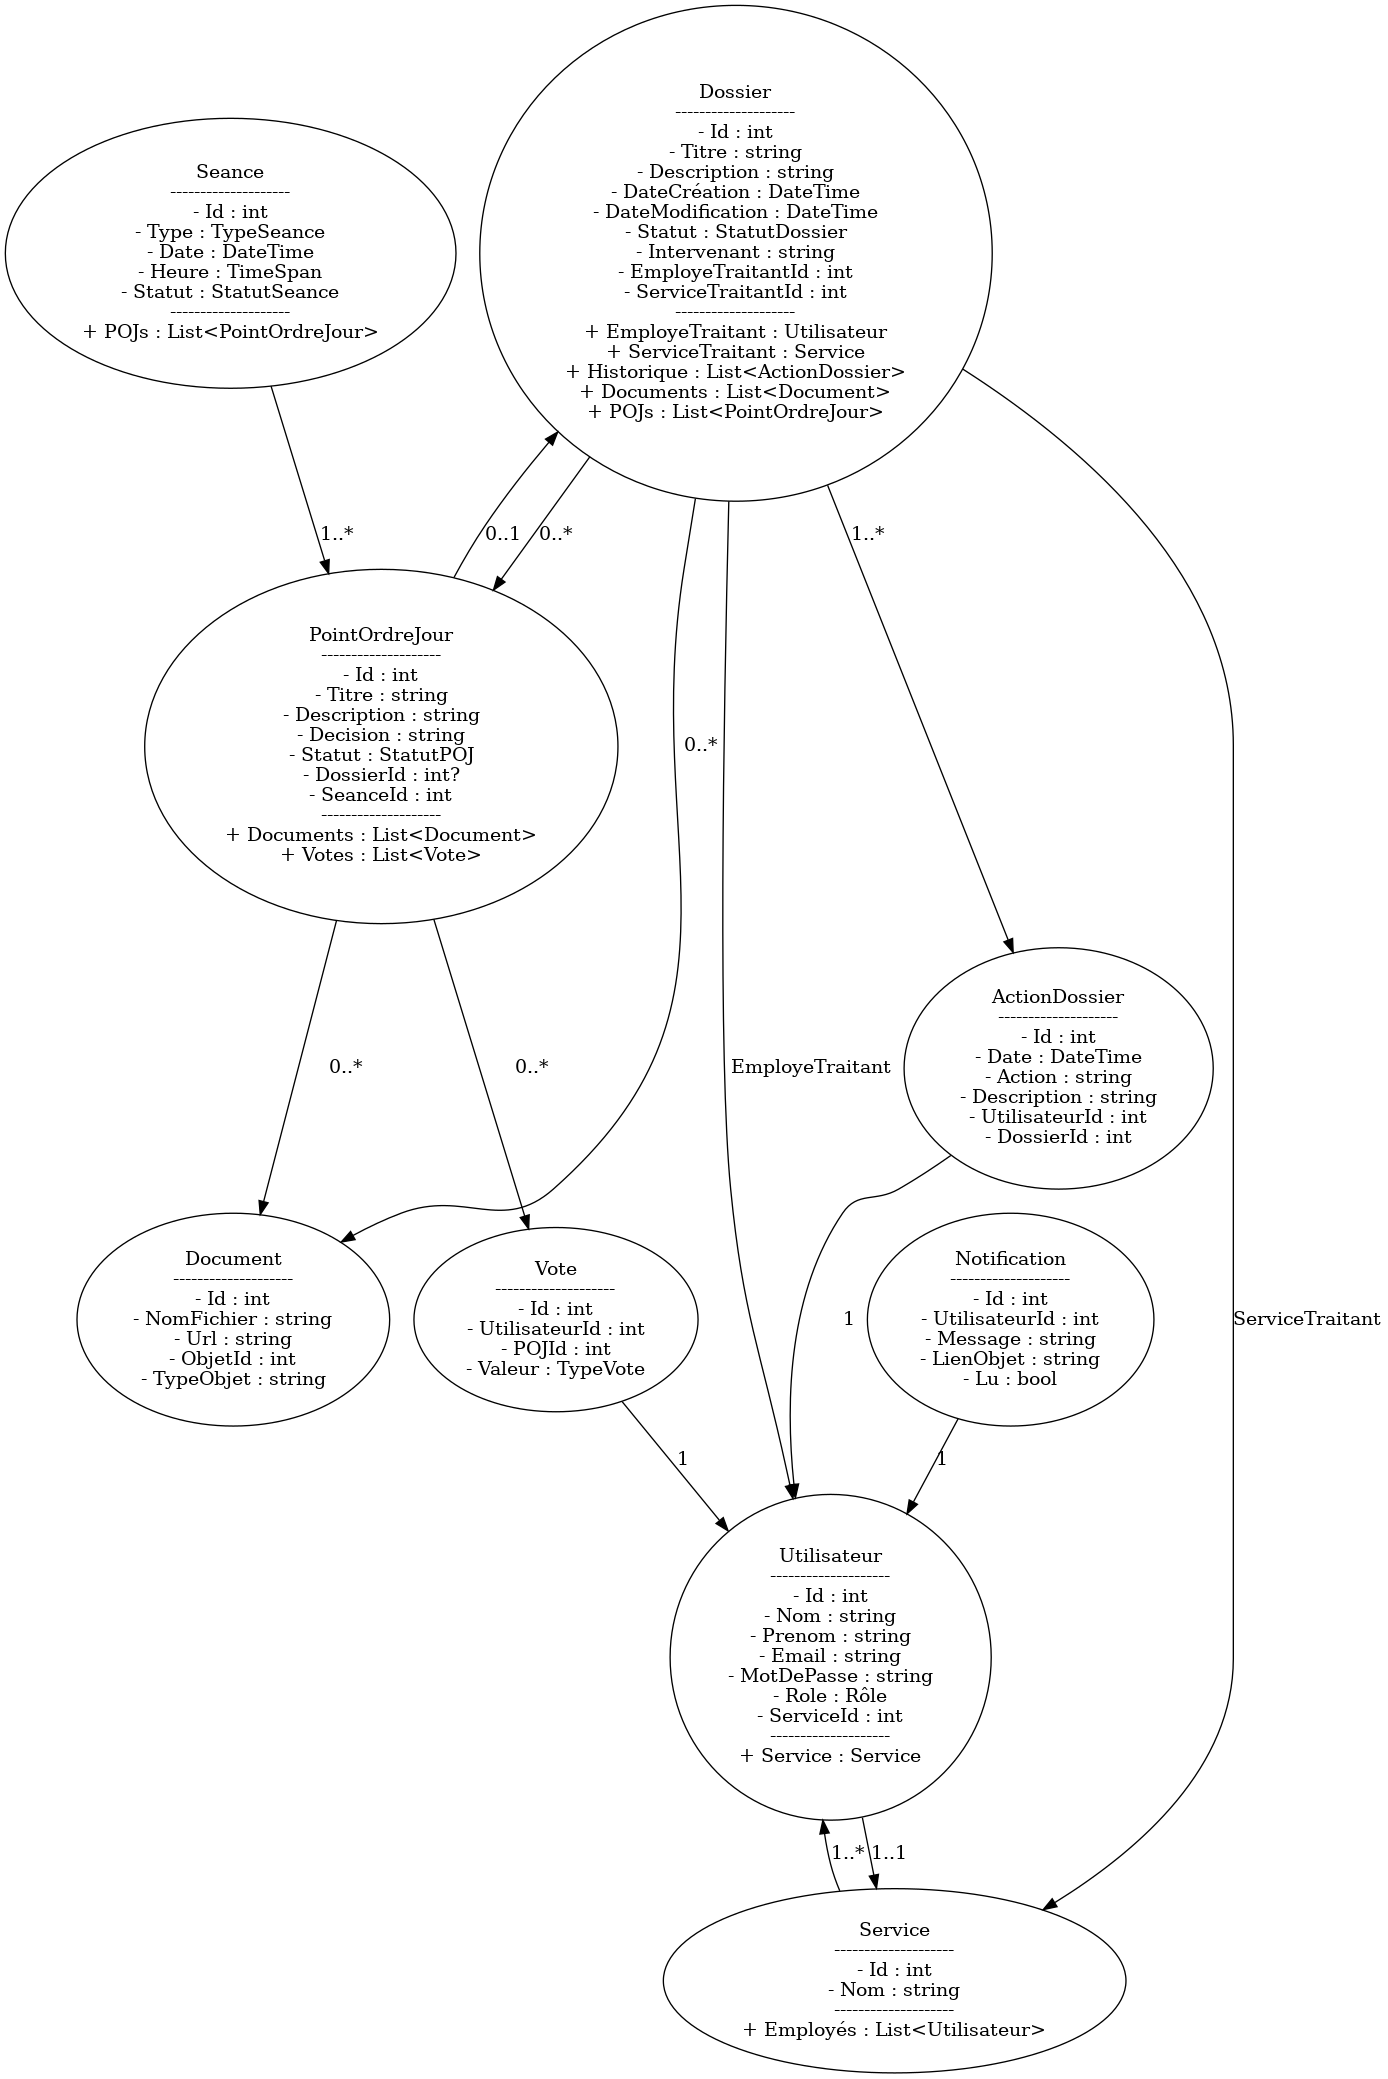 Dossier
--------------------
- Id : int
- Titre : string
- Description : string
- DateCréation : DateTime
- DateModification : DateTime
- Statut : StatutDossier
- Intervenant : string
- EmployeTraitantId : int
- ServiceTraitantId : int
--------------------
+ EmployeTraitant : Utilisateur
+ ServiceTraitant : Service
+ Historique : List<ActionDossier>
+ Documents : List<Document>
+ POJs : List<PointOrdreJour>
Seance
--------------------
- Id : int
- Type : TypeSeance
- Date : DateTime
- Heure : TimeSpan
- Statut : StatutSeance
--------------------
+ POJs : List<PointOrdreJour>
1..*
0..1
0..*
1..*
PointOrdreJour
--------------------
- Id : int
- Titre : string
- Description : string
- Decision : string
- Statut : StatutPOJ
- DossierId : int?
- SeanceId : int
--------------------
+ Documents : List<Document>
+ Votes : List<Vote>
0..*
0..*
0..*
EmployeTraitant
ActionDossier
--------------------
- Id : int
- Date : DateTime
- Action : string
- Description : string
- UtilisateurId : int
- DossierId : int
Document
--------------------
- Id : int
- NomFichier : string
- Url : string
- ObjetId : int
- TypeObjet : string
Vote
--------------------
- Id : int
- UtilisateurId : int
- POJId : int
- Valeur : TypeVote
1
Notification
--------------------
- Id : int
- UtilisateurId : int
- Message : string
- LienObjet : string
- Lu : bool
ServiceTraitant
1
1
Utilisateur
--------------------
- Id : int
- Nom : string
- Prenom : string
- Email : string
- MotDePasse : string
- Role : Rôle
- ServiceId : int
--------------------
+ Service : Service
1..*
1..1
Service
--------------------
- Id : int
- Nom : string
--------------------
+ Employés : List<Utilisateur>